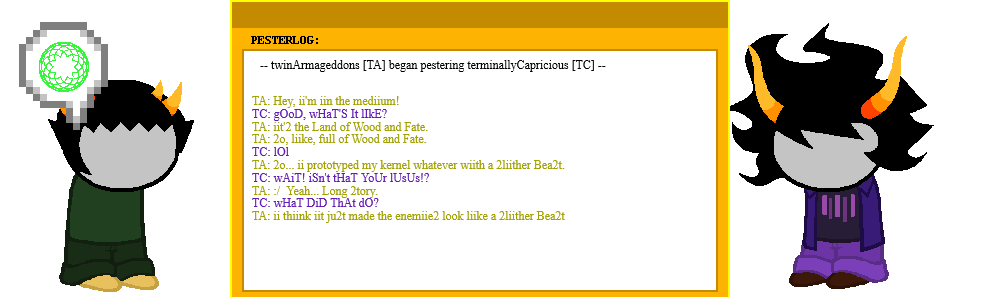 PESTERLOG:
-- twinArmageddons [TA] began pestering terminallyCapricious [TC] --
TA: Hey, ii'm iin the mediium!
TC: gOoD, wHaT'S It lIkE?
TA: iit'2 the Land of Wood and Fate.
TA: 2o, liike, full of Wood and Fate.
TC: lOl
TA: 2o... ii prototyped my kernel whatever wiith a 2liither Bea2t.
TC: wAiT! iSn't tHaT YoUr lUsUs!?
TA: :/ Yeah... Long 2tory.
TC: wHaT DiD ThAt dO?
TA: ii thiink iit ju2t made the enemiie2 look liike a 2liither Bea2t